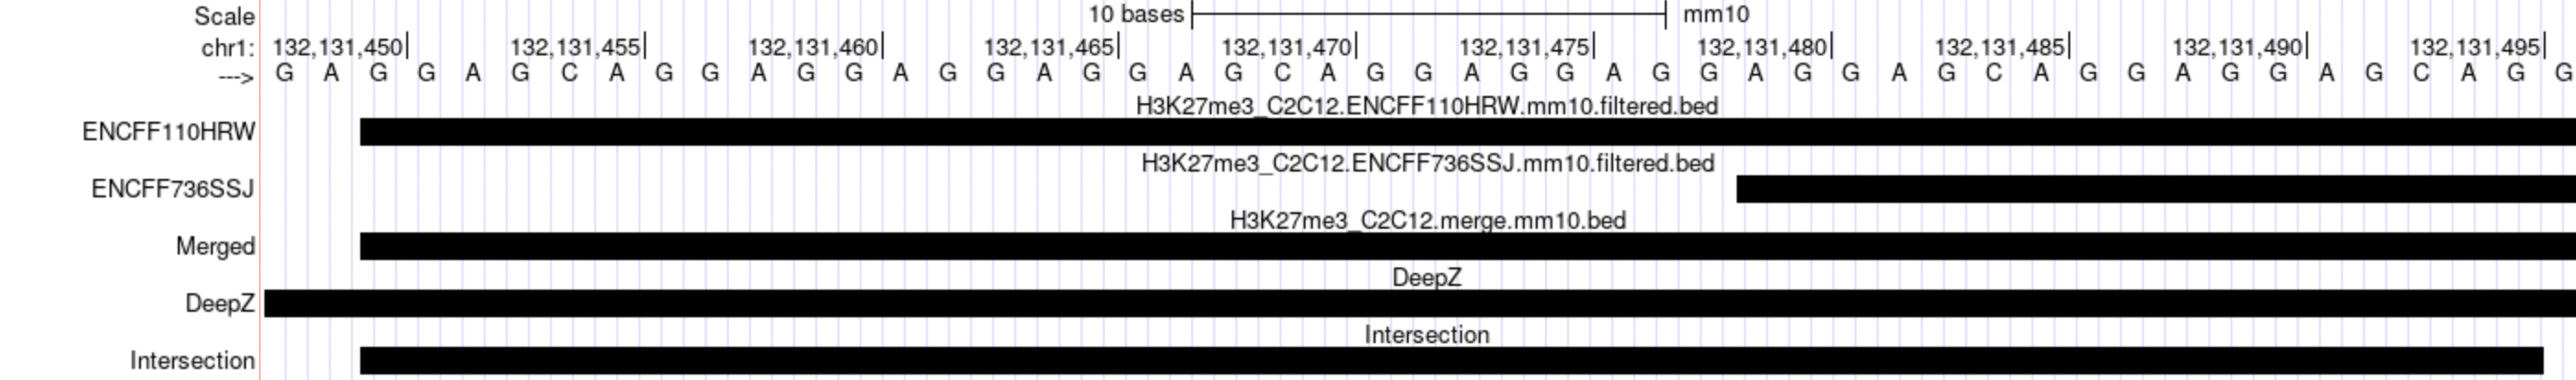 Scale 10 bases mm10
chr1: 132,131,450 132,131,455 132,131,460 132,131,465 132,131,470 132,131,475 132,131,480 132,131,485 132,131,490 132,131,495
---> G A G G A G C A G G A G G A G G A G G A G C A G G A G G A G G A G G A G C A G G A G G A G C A G G
H3K27me3_C2C12.ENCFF110HRW.mm10.filtered.bed
ENCFF110HRW
H3K27me3_C2C12.ENCFF736SSJ.mm10.filtered.bed
ENCFF736SSJ
H3K27me3_C2C12.merge.mm10.bed
Merged
DeepZ
DeepZ
Intersection
Intersection